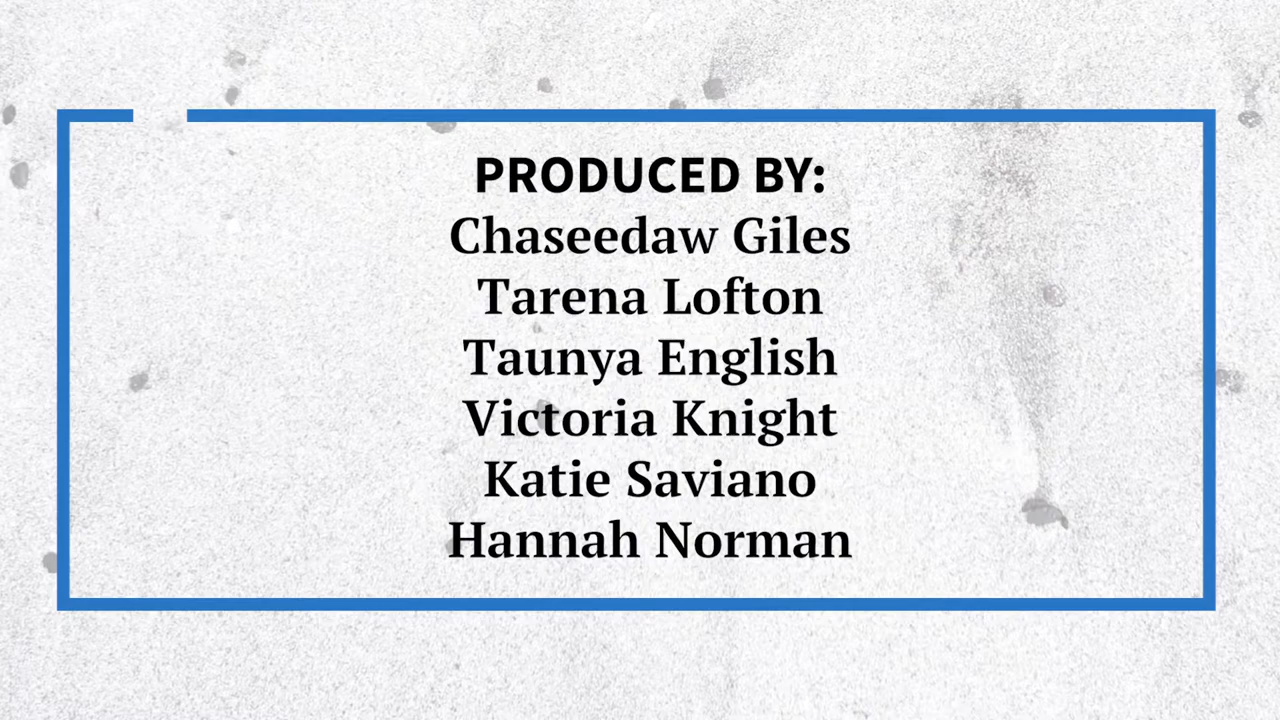 PRODUCED BY:
Chaseedaw Giles
Tarena Lofton
Taunya English
Victoria Knight
Katie Saviano
Hannah Norman